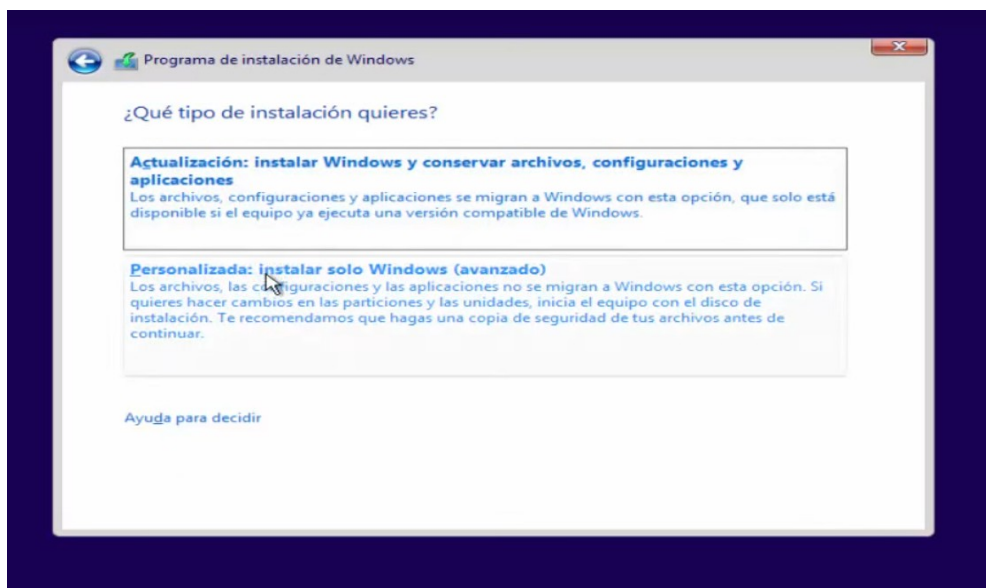 Programa de instalación de Windows
¿Qué tipo de instalación quieres?
Actualización: instalar Windows y conservar archivos, configuraciones y
aplicaciones
Los archivos, configuraciones y aplicaciones se migran a Windows con esta opción, que solo está
disponible si el equipo ya ejecuta una versión compatible de Windows.
Personalizada: instalar solo Windows (avanzado)
Los archivos, las configuraciones y las aplicaciones no se migran a Windows con esta opción. Si
quieres hacer cambios en las particiones y las unidades, inicia el equipo con el disco de
instalación. Te recomendamos que hagas una copia de seguridad de tus archivos antes de
continuar.
Ayuda para decidir